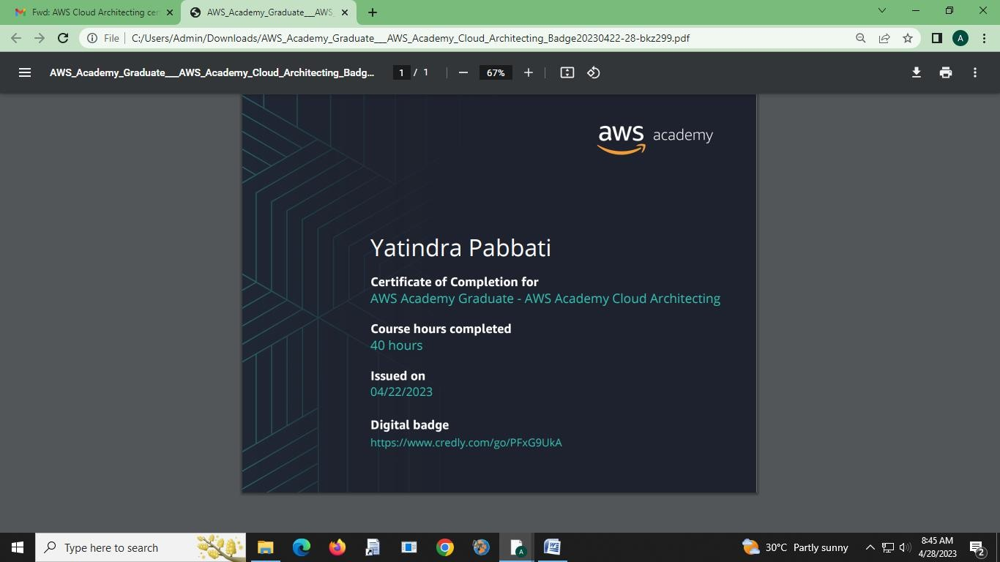 Fwd: AWS Cloud Architecting cer
AWS_Academy_Graduate___AWS_
File
C:/Users/Admin/Downloads/AWS_Academy_Graduate___AWS_Academy_Cloud_Architecting_Badge20230422-28-bkz299.pdf
A
AWS_Academy_Graduate___AWS_Academy_Cloud_Architecting_Badg...
1 / 1
67%
aws academy
Yatindra Pabbati
Certificate of Completion for
AWS Academy Graduate - AWS Academy Cloud Architecting
Course hours completed
40 hours
Issued on
04/22/2023
Digital badge
https://www.credly.com/go/PFxG9UkA
Type here to search
30°C Partly sunny
8:45 AM
4/28/2023
2